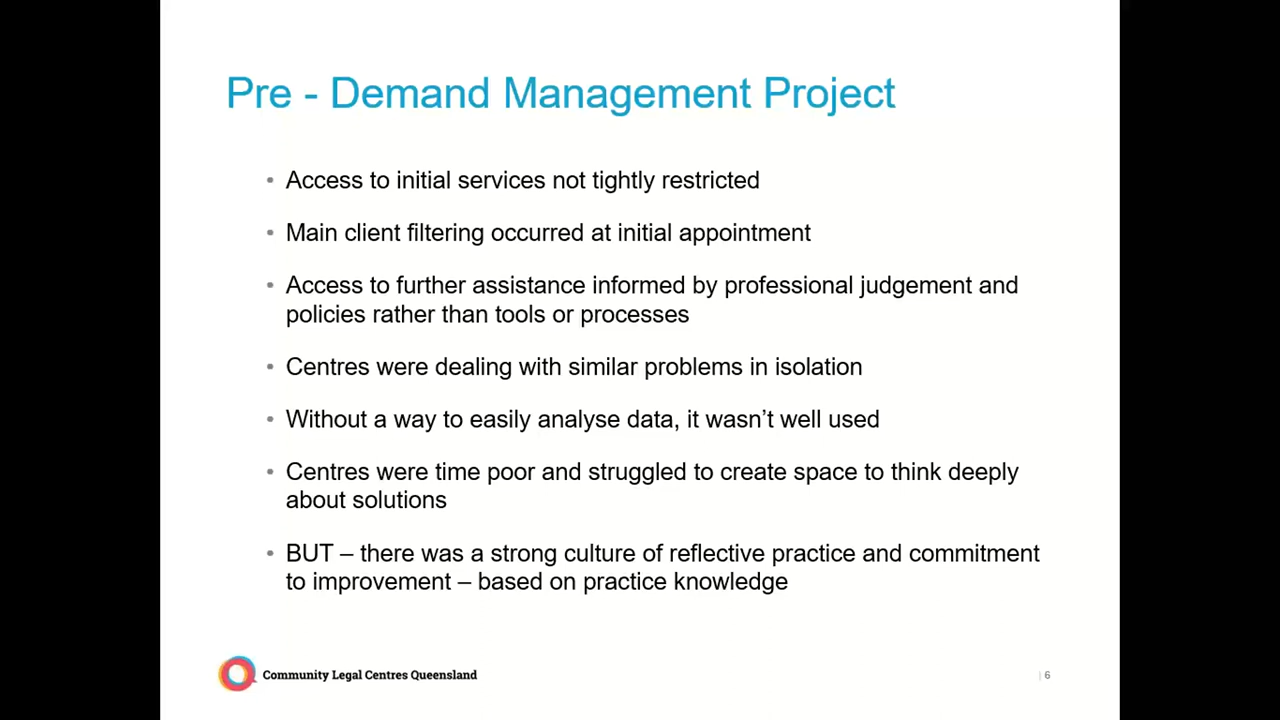 Pre - Demand Management Project
• Access to initial services not tightly restricted
• Main client filtering occurred at initial appointment
• Access to further assistance informed by professional judgement and
policies rather than tools or processes
• Centres were dealing with similar problems in isolation
• Without a way to easily analyse data, it wasn’t well used
• Centres were time poor and struggled to create space to think deeply
about solutions
• BUT – there was a strong culture of reflective practice and commitment
to improvement – based on practice knowledge
Community Legal Centres Queensland
| 6